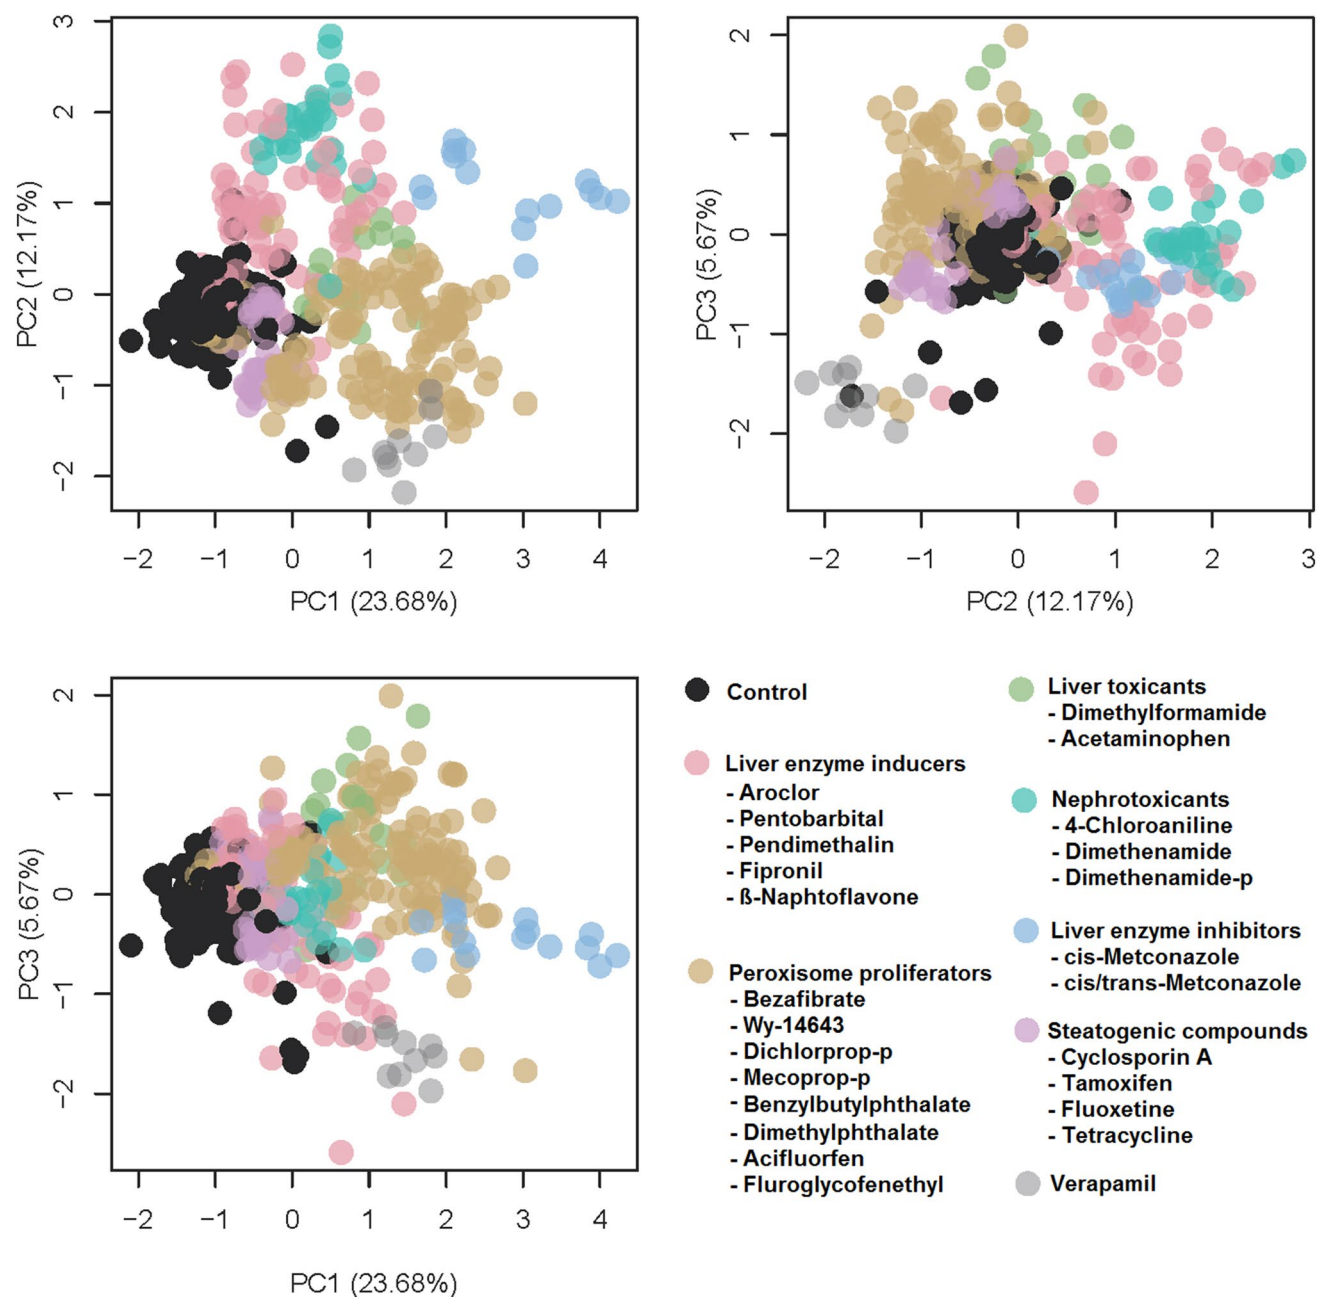 3
2
1
0
−1
−2
PC2 (12.17%)
−2 −1 0 1 2 3 4
PC1 (23.68%)
2
1
0
−1
−2
PC3 (5.67%)
−2 −1 0 1 2 3
PC2 (12.17%)
2
1
0
−1
−2
PC3 (5.67%)
−2 −1 0 1 2 3 4
PC1 (23.68%)
Control
Liver enzyme inducers
- Aroclor
- Pentobarbital
- Pendimethalin
- Fipronil
- ß-Naphtoflavone
Peroxisome proliferators
- Bezafibrate
- Wy-14643
- Dichlorprop-p
- Mecoprop-p
- Benzylbutylphthalate
- Dimethylphthalate
- Acifluorfen
- Fluroglycofenethyl
Liver toxicants
- Dimethylformamide
- Acetaminophen
Nephrotoxicants
- 4-Chloroaniline
- Dimethenamide
- Dimethenamide-p
Liver enzyme inhibitors
- cis-Metconazole
- cis/trans-Metconazole
Steatogenic compounds
- Cyclosporin A
- Tamoxifen
- Fluoxetine
- Tetracycline
Verapamil